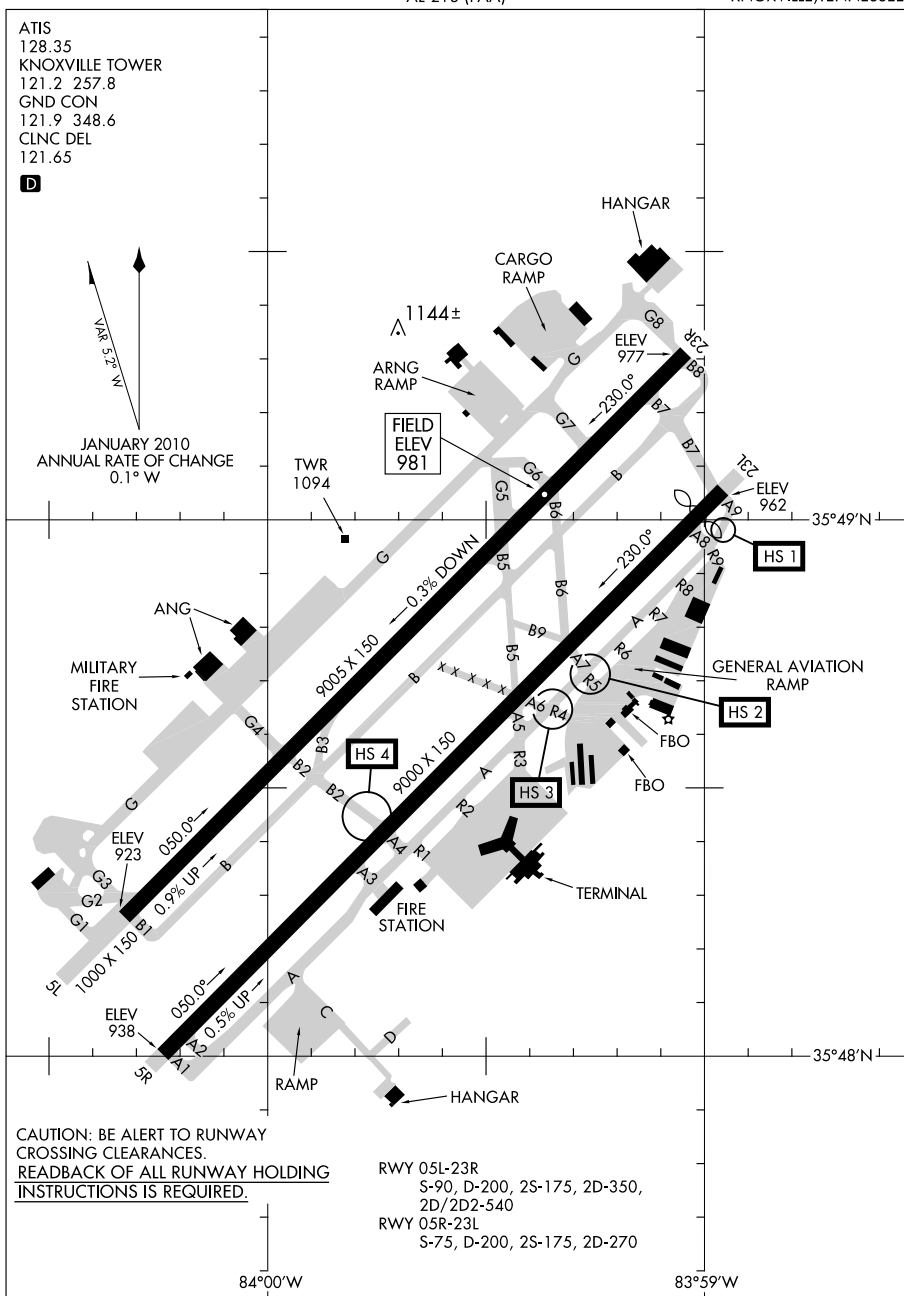 ATIS
128.35
KNOXVILLE TOWER
121.2 257.8
GND CON
121.9 348.6
CLNC DEL
121.65
D
HANGAR
CARGO
RAMP
1144±
G8
23R
ELEV
977
G
B8
ARNG
RAMP
VAR 5.2° W
230.0°
B7
G7
FIELD
ELEV
981
B
B7
JANUARY 2010
ANNUAL RATE OF CHANGE
0.1° W
TWR
1094
23L
G6
G5
ELEV
962
A9
B6
35°49'N
A8
R9
HS 1
G
0.3% DOWN
B5
230.0°
R8
ANG
B6
R7
A
B9
R6
MILITARY
FIRE
STATION
9005 X 150
B5
A7
R5
GENERAL AVIATION
RAMP
B
X X X X X
HS 2
G4
A6
R4
B3
A5
FBO
HS 4
9000 X 150
R3
FBO
B2
A
HS 3
B2
G
R2
050.0°
A4
ELEV
923
R1
B
A3
G3
0.9% UP
G2
TERMINAL
G1
B1
FIRE
STATION
1000 X 150
5L
050.0°
A
0.5% UP
C
ELEV
938
D
A2
A1
35°48'N
5R
RAMP
HANGAR
CAUTION: BE ALERT TO RUNWAY
CROSSING CLEARANCES.
READBACK OF ALL RUNWAY HOLDING
INSTRUCTIONS IS REQUIRED.
RWY 05L-23R
S-90, D-200, 2S-175, 2D-350,
2D/2D2-540
RWY 05R-23L
S-75, D-200, 2S-175, 2D-270
84°00'W
83°59'W